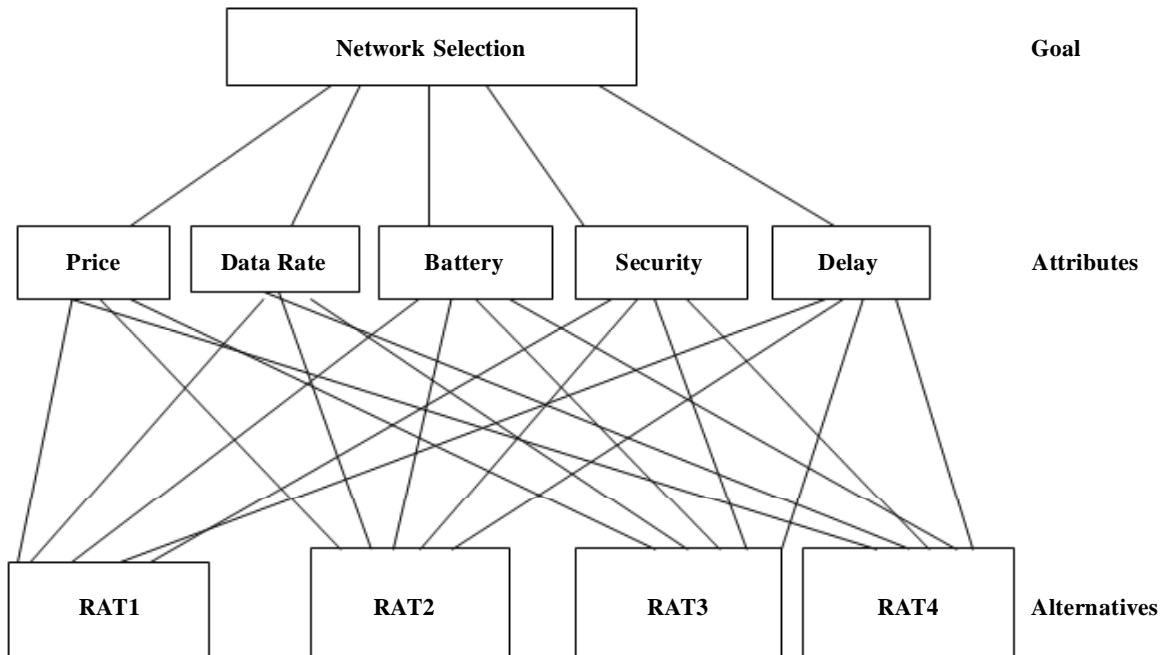 Network Selection
Goal
Price
Data Rate
Battery
Security
Delay
Attributes
RAT1
RAT2
RAT3
RAT4
Alternatives